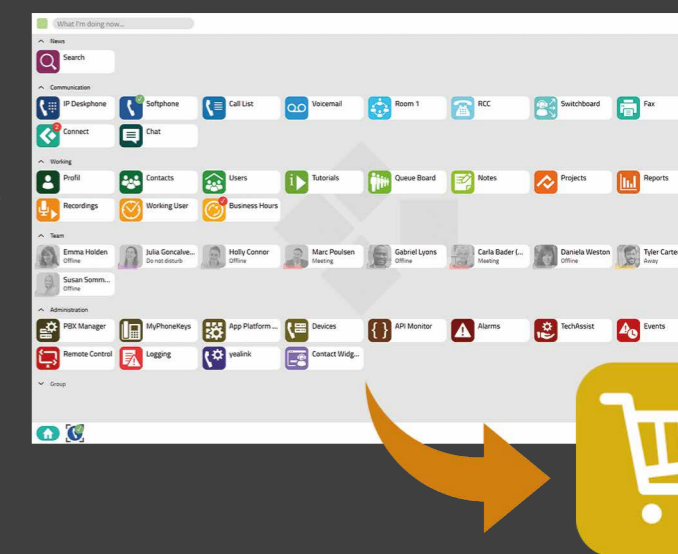 What I'm doing now...
News
Search
Communication
IP Deskphone
Softphone
Call List
Voicemail
Room 1
RCC
Switchboard
Fax
Connect
Chat
Working
Profil
Contacts
Users
Tutorials
Queue Board
Notes
Projects
Reports
Recordings
Working User
Business Hours
Team
Emma Holden
Offline
Julia Goncalve...
Do not disturb
Holly Connor
Offline
Marc Poulsen
Meeting
Gabriel Lyons
Offline
Carla Bader (...
Meeting
Daniela Weston
Offline
Tyler Carte
Away
Susan Somm...
Offline
Administration
PBX Manager
MyPhoneKeys
App Platform ...
Devices
API Monitor
Alarms
TechAssist
Events
Remote Control
Logging
yealink
Contact Widg...
Group